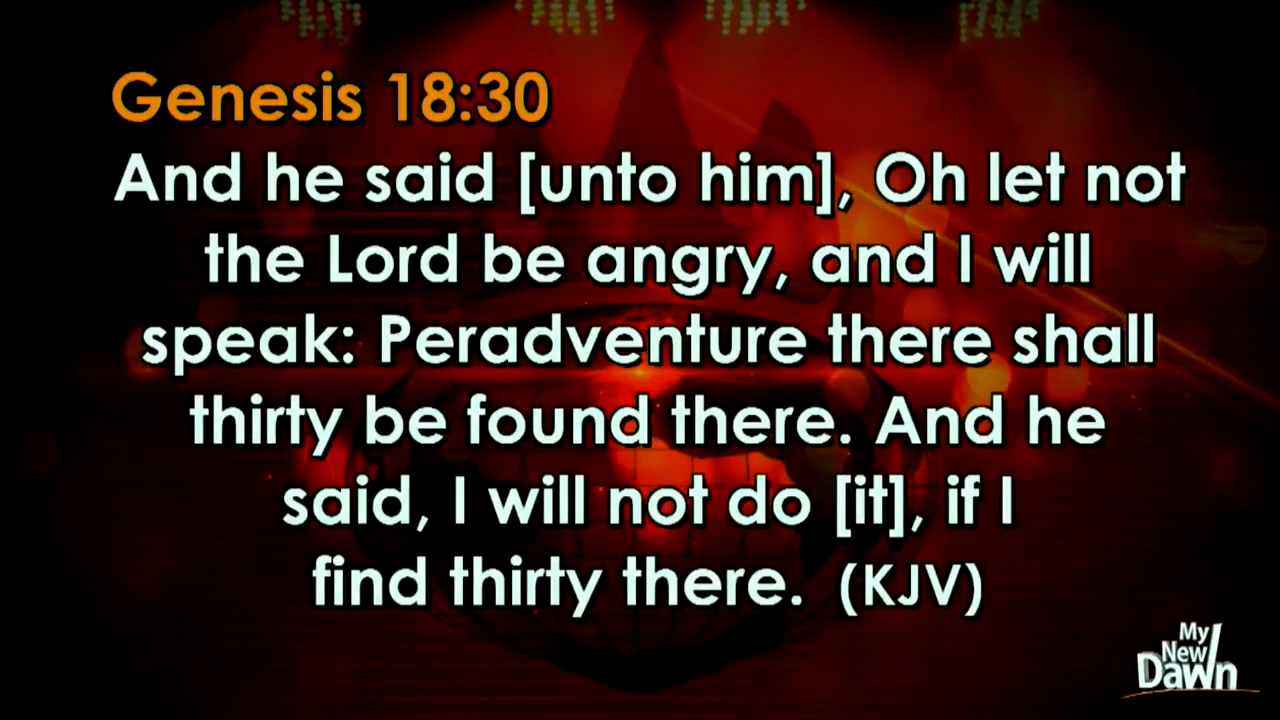 Genesis 18:30
And he said [unto him], Oh let not
the Lord be angry, and I will
speak: Peradventure there shall
thirty be found there. And he
said, I will not do [it], if I
find thirty there. (KJV)
My
New
Dawn